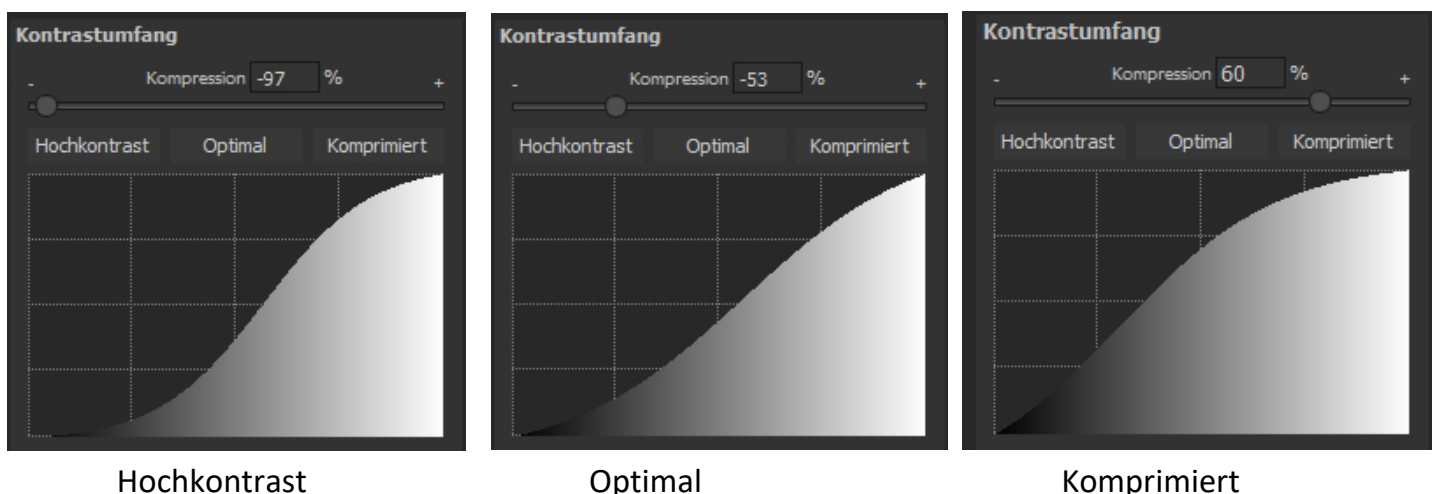 Kontrastumfang
- Kompression -97 % +
Hochkontrast Optimal Komprimiert
Hochkontrast
Kontrastumfang
- Kompression -53 % +
Hochkontrast Optimal Komprimiert
Optimal
Kontrastumfang
- Kompression 60 % +
Hochkontrast Optimal Komprimiert
Komprimiert